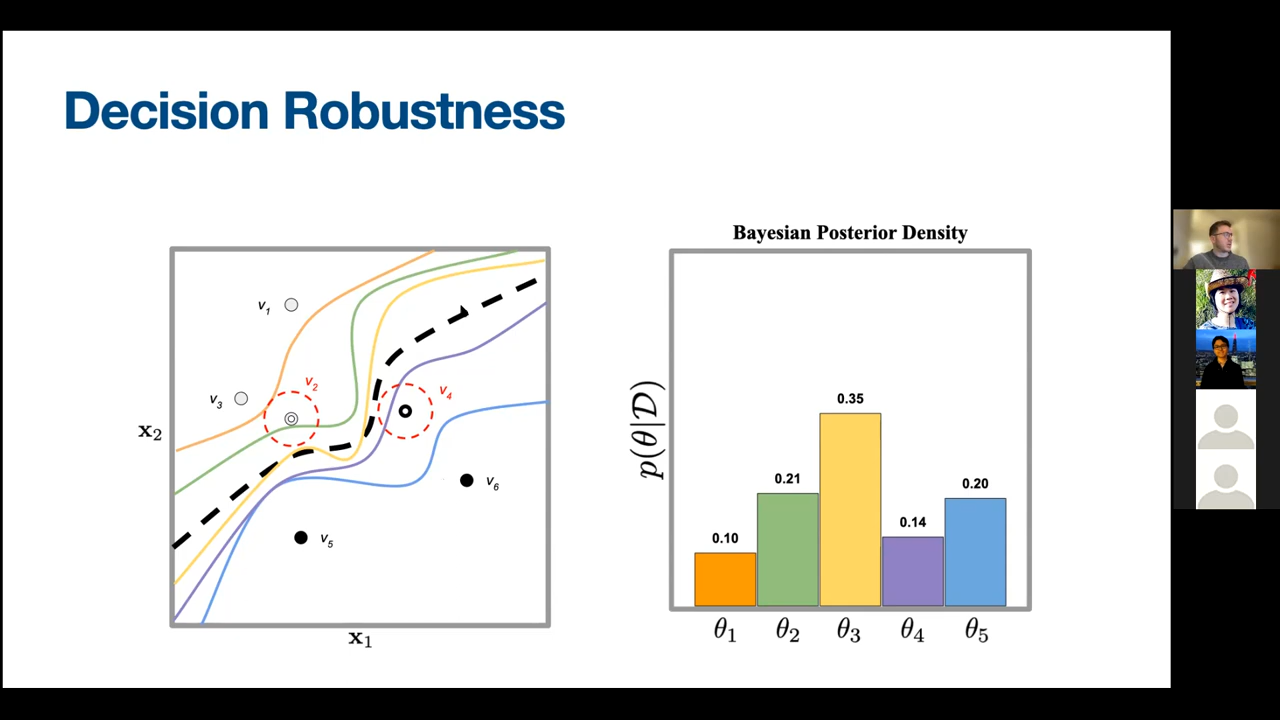 Decision Robustness
v1
v2
v3
v4
v5
v6
x2
x1
Bayesian Posterior Density
p(θ|D)
0.10
0.21
0.35
0.14
0.20
θ1
θ2
θ3
θ4
θ5